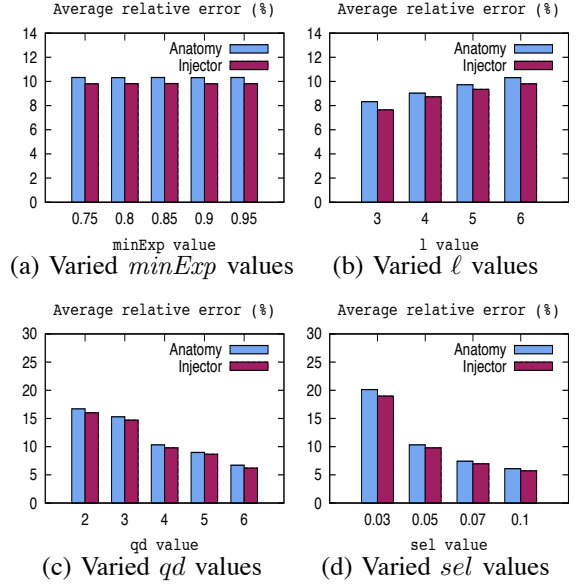 Average relative error (%)
14
12
10
8
6
4
2
0
Anatomy
Injector
0.75 0.8 0.85 0.9 0.95
minExp value
(a) Varied minExp values
Average relative error (%)
14
12
10
8
6
4
2
0
Anatomy
Injector
3 4 5 6
l value
(b) Varied ℓ values
Average relative error (%)
30
25
20
15
10
5
0
Anatomy
Injector
2 3 4 5 6
qd value
(c) Varied qd values
Average relative error (%)
30
25
20
15
10
5
0
Anatomy
Injector
0.03 0.05 0.07 0.1
sel value
(d) Varied sel values